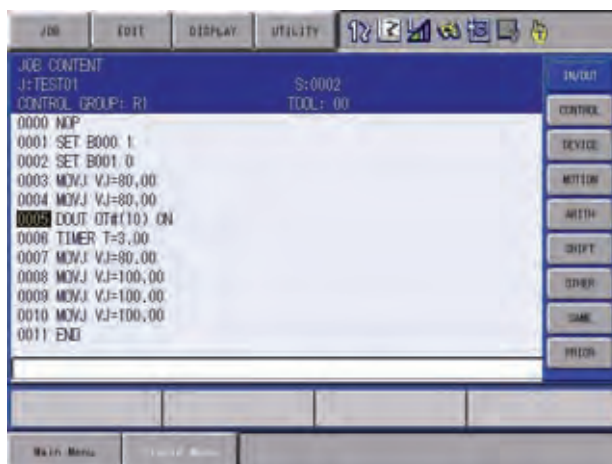 JOB EDIT DISPLAY UTILITY
JOB CONTENT
J:TEST01 S:0002
CONTROL GROUP: R1 TOOL: 00
0000 NOP
0001 SET B000 1
0002 SET B001 0
0003 MOVJ VJ=80.00
0004 MOVJ VJ=80.00
0005 DOUT OT#(10) ON
0006 TIMER T=3.00
0007 MOVJ VJ=80.00
0008 MOVJ VJ=100.00
0009 MOVJ VJ=100.00
0010 MOVJ VJ=100.00
0011 END
IN/OUT
CONTROL
DEVICE
MOTION
ARITH
SHIFT
OTHER
SAME
PRIOR
Main Menu Menu